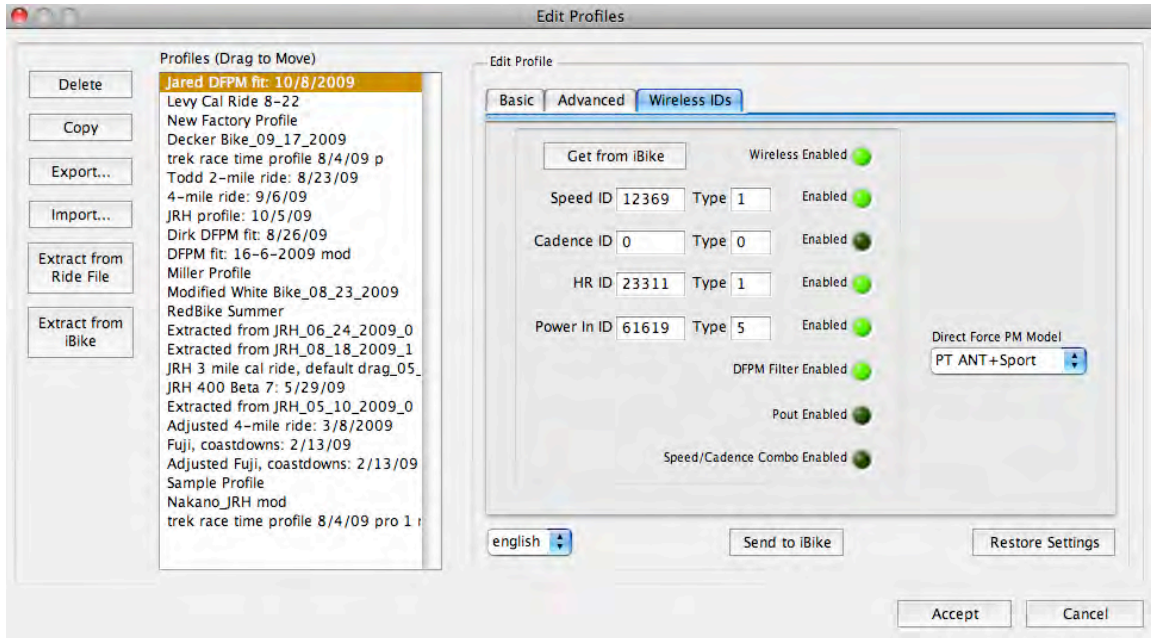 Edit Profiles
Delete
Copy
Export...
Import...
Extract from
Ride File
Extract from
iBike
Profiles (Drag to Move)
Jared DFPM fit: 10/8/2009
Levy Cal Ride 8-22
New Factory Profile
Decker Bike_09_17_2009
trek race time profile 8/4/09 p
Todd 2-mile ride: 8/23/09
4-mile ride: 9/6/09
JRH profile: 10/5/09
Dirk DFPM fit: 8/26/09
DFPM fit: 16-6-2009 mod
Miller Profile
Modified White Bike_08_23_2009
RedBike Summer
Extracted from JRH_06_24_2009_0
Extracted from JRH_08_18_2009_1
JRH 3 mile cal ride, default drag_05_
JRH 400 Beta 7: 5/29/09
Extracted from JRH_05_10_2009_0
Adjusted 4-mile ride: 3/8/2009
Fuji, coastdowns: 2/13/09
Adjusted Fuji, coastdowns: 2/13/09
Sample Profile
Nakano_JRH mod
trek race time profile 8/4/09 pro 1 r
Edit Profile
Basic Advanced Wireless IDs
Get from iBike Wireless Enabled
Speed ID 12369 Type 1 Enabled
Cadence ID 0 Type 0 Enabled
HR ID 23311 Type 1 Enabled
Power In ID 61619 Type 5 Enabled
DFPM Filter Enabled
Pout Enabled
Speed/Cadence Combo Enabled
Direct Force PM Model
PT ANT+Sport
english Send to iBike Restore Settings
Accept Cancel